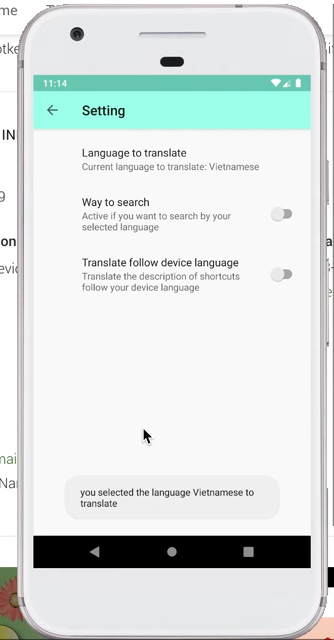 11:14
Setting
Language to translate
Current language to translate: Vietnamese
Way to search
Active if you want to search by your
selected language
Translate follow device language
Translate the description of shortcuts
follow your device language
you selected the language Vietnamese to
translate